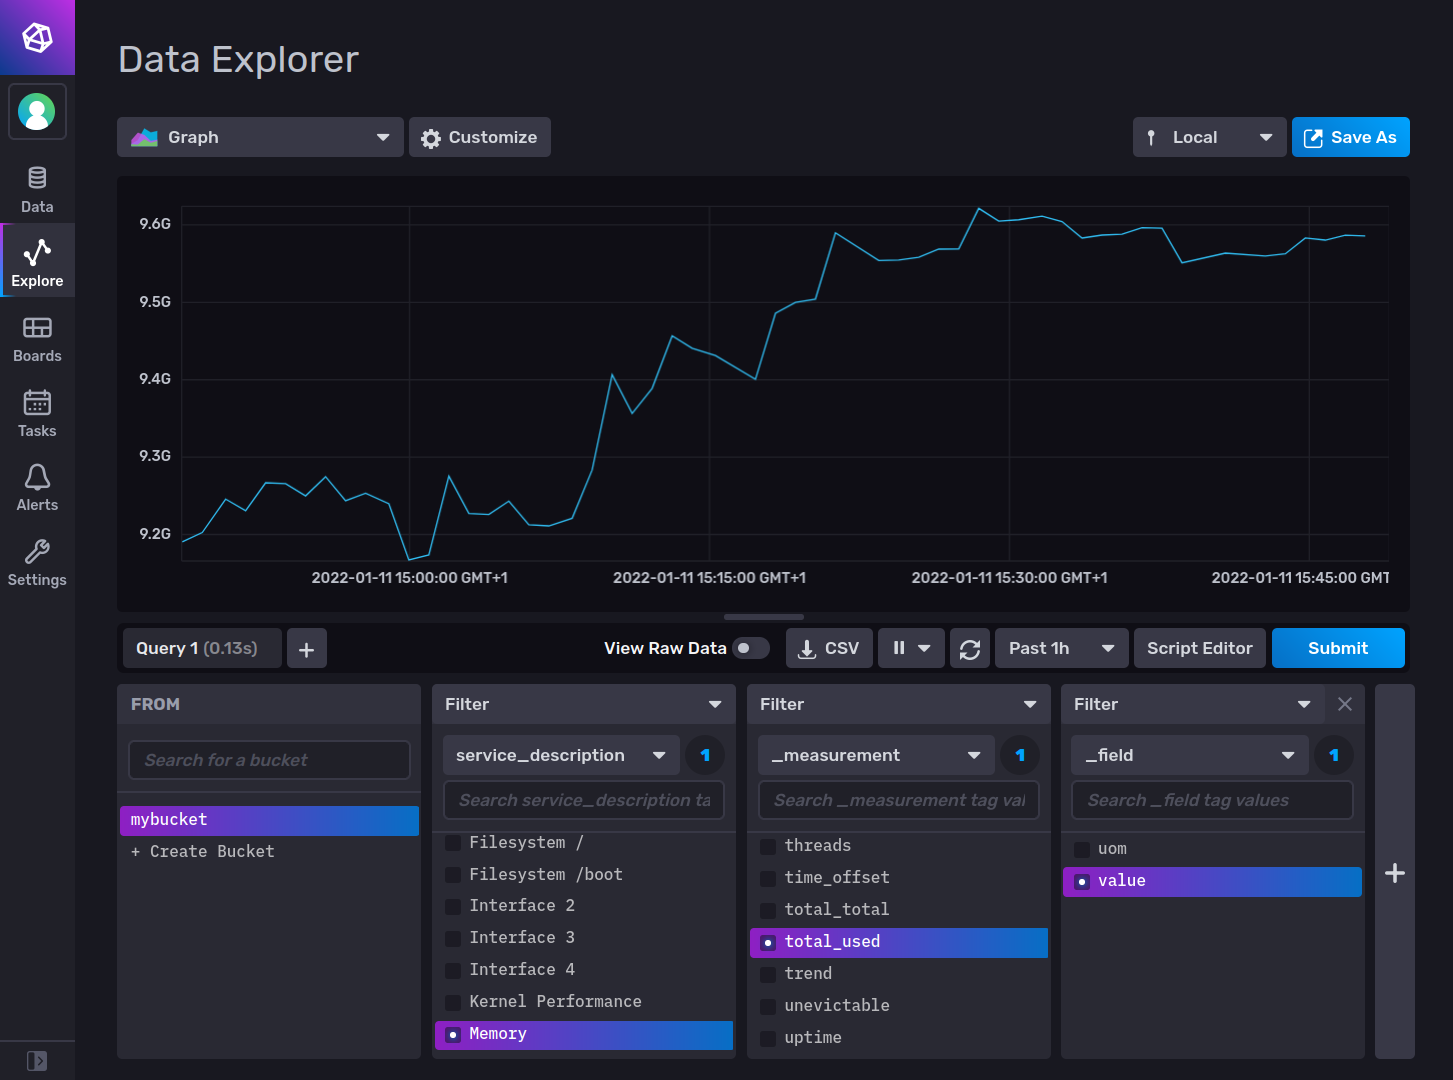 Data Explorer
Graph
Customize
Local
Save As
Data
Explore
Boards
Tasks
Alerts
Settings
9.6G
9.5G
9.4G
9.3G
9.2G
2022-01-11 15:00:00 GMT+1
2022-01-11 15:15:00 GMT+1
2022-01-11 15:30:00 GMT+1
2022-01-11 15:45:00 GMT
Query 1 (0.13s)
+
View Raw Data
CSV
Past 1h
Script Editor
Submit
FROM
Search for a bucket
mybucket
+ Create Bucket
Filter
service_description
1
Search service_description ta
Filesystem /
Filesystem /boot
Interface 2
Interface 3
Interface 4
Kernel Performance
Memory
Filter
_measurement
1
Search _measurement tag val
threads
time_offset
total_total
total_used
trend
unevictable
uptime
Filter
_field
1
Search _field tag values
uom
value
+